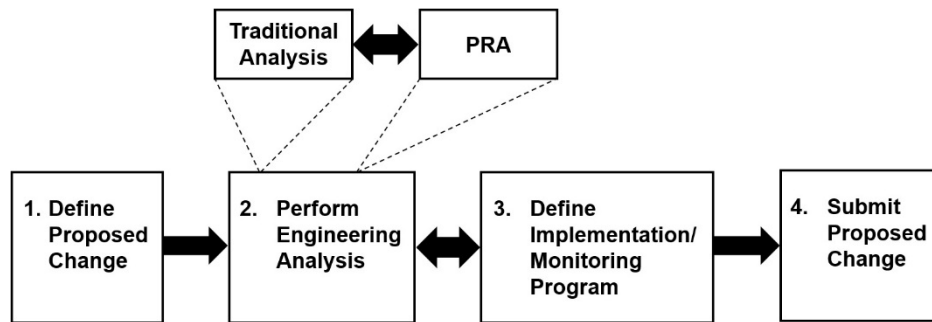 Traditional
Analysis
PRA
1. Define
Proposed
Change
2. Perform
Engineering
Analysis
3. Define
Implementation/
Monitoring
Program
4. Submit
Proposed
Change